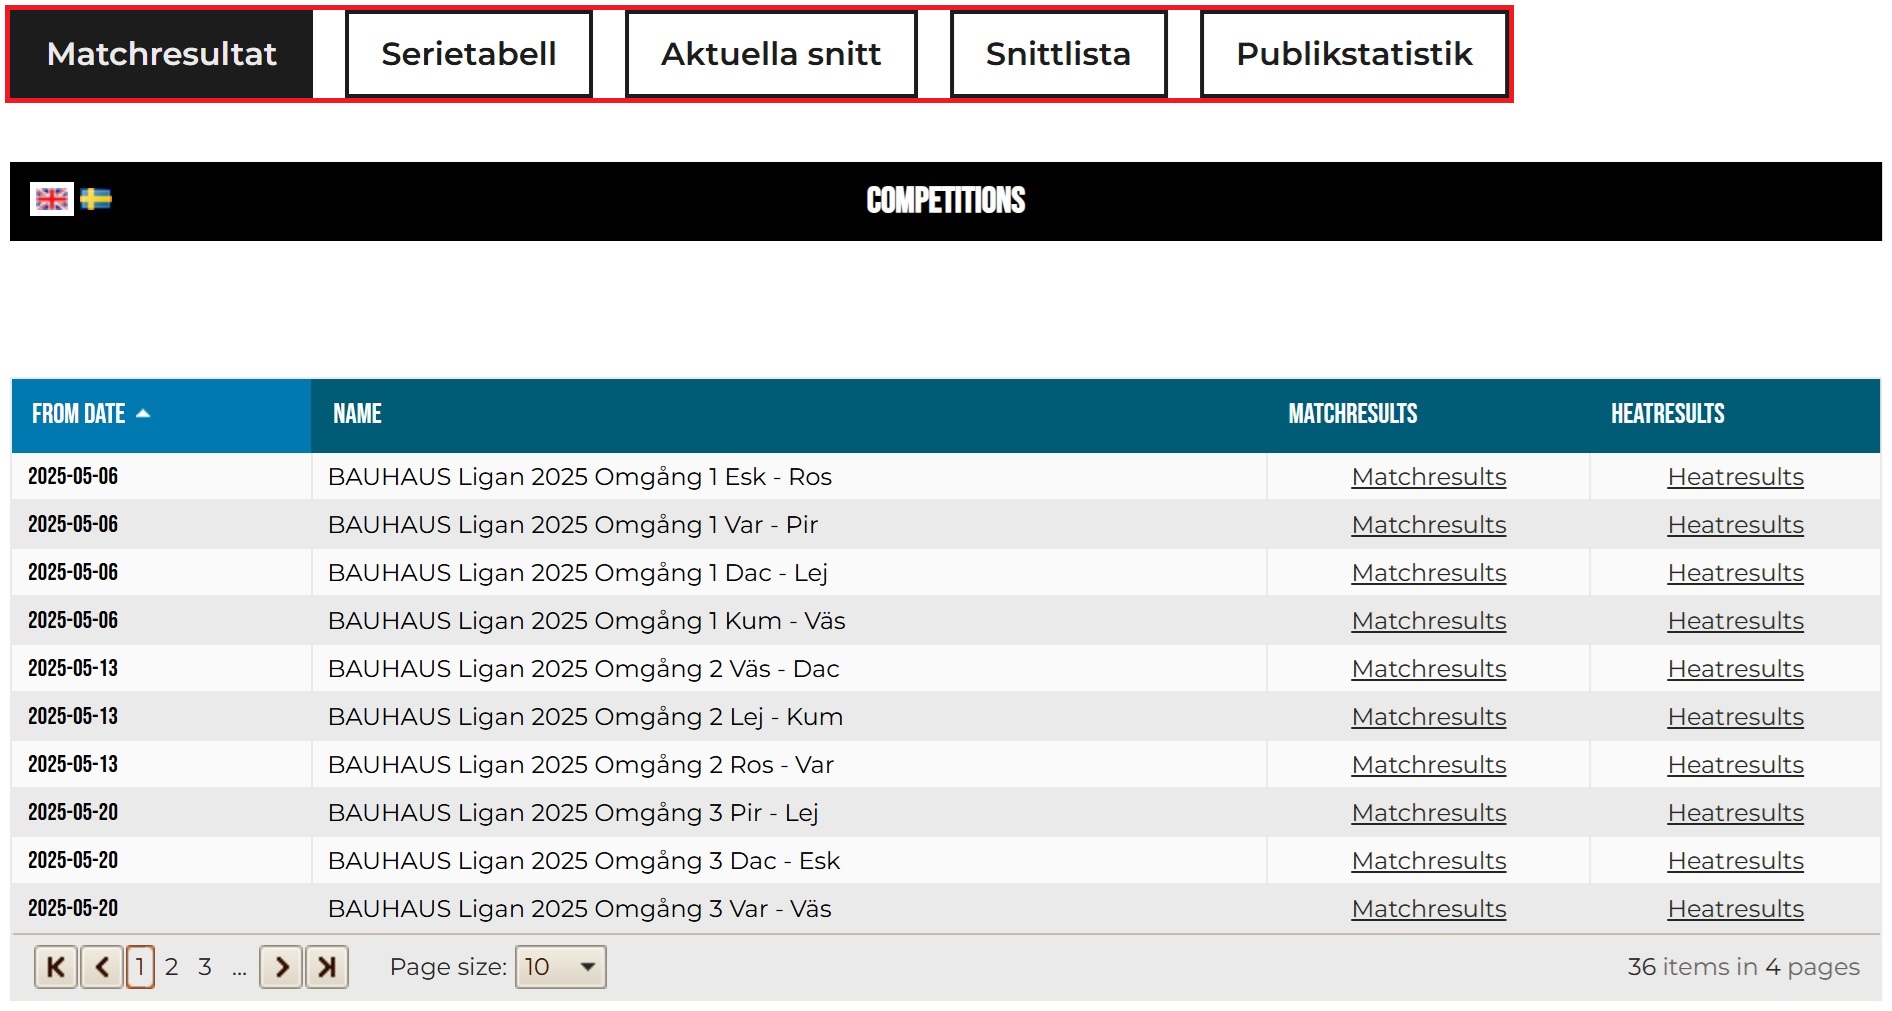 Matchresultat Serietabell Aktuella snitt Snittlista Publikstatistik
COMPETITIONS
FROM DATE NAME MATCHRESULTS HEATRESULTS
2025-05-06 BAUHAUS Ligan 2025 Omgång 1 Esk - Ros Matchresults Heatresults
2025-05-06 BAUHAUS Ligan 2025 Omgång 1 Var - Pir Matchresults Heatresults
2025-05-06 BAUHAUS Ligan 2025 Omgång 1 Dac - Lej Matchresults Heatresults
2025-05-06 BAUHAUS Ligan 2025 Omgång 1 Kum - Väs Matchresults Heatresults
2025-05-13 BAUHAUS Ligan 2025 Omgång 2 Väs - Dac Matchresults Heatresults
2025-05-13 BAUHAUS Ligan 2025 Omgång 2 Lej - Kum Matchresults Heatresults
2025-05-13 BAUHAUS Ligan 2025 Omgång 2 Ros - Var Matchresults Heatresults
2025-05-20 BAUHAUS Ligan 2025 Omgång 3 Pir - Lej Matchresults Heatresults
2025-05-20 BAUHAUS Ligan 2025 Omgång 3 Dac - Esk Matchresults Heatresults
2025-05-20 BAUHAUS Ligan 2025 Omgång 3 Var - Väs Matchresults Heatresults
1 2 3 ... Page size: 10 36 items in 4 pages